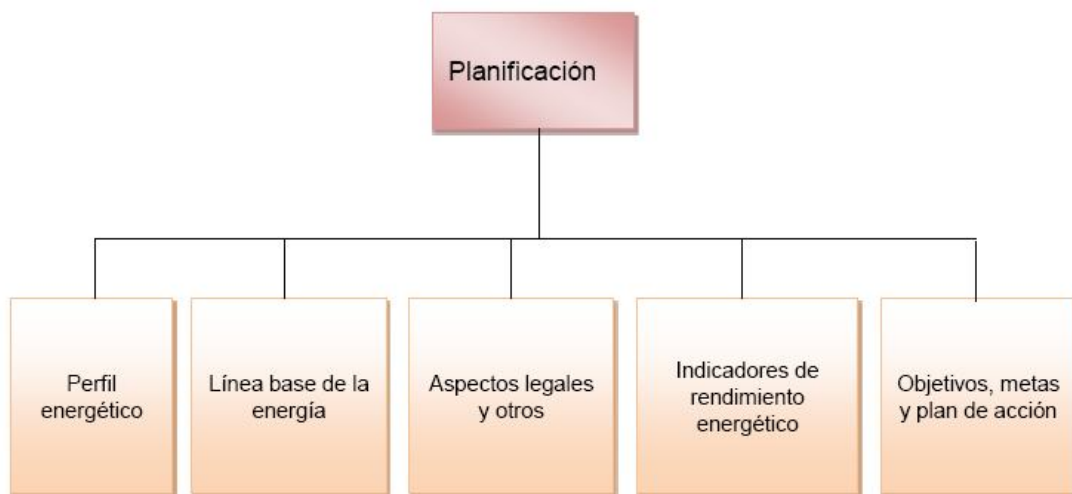 Planificación
Perfil
energético
Línea base de la
energía
Aspectos legales
y otros
Indicadores de
rendimiento
energético
Objetivos, metas
y plan de acción